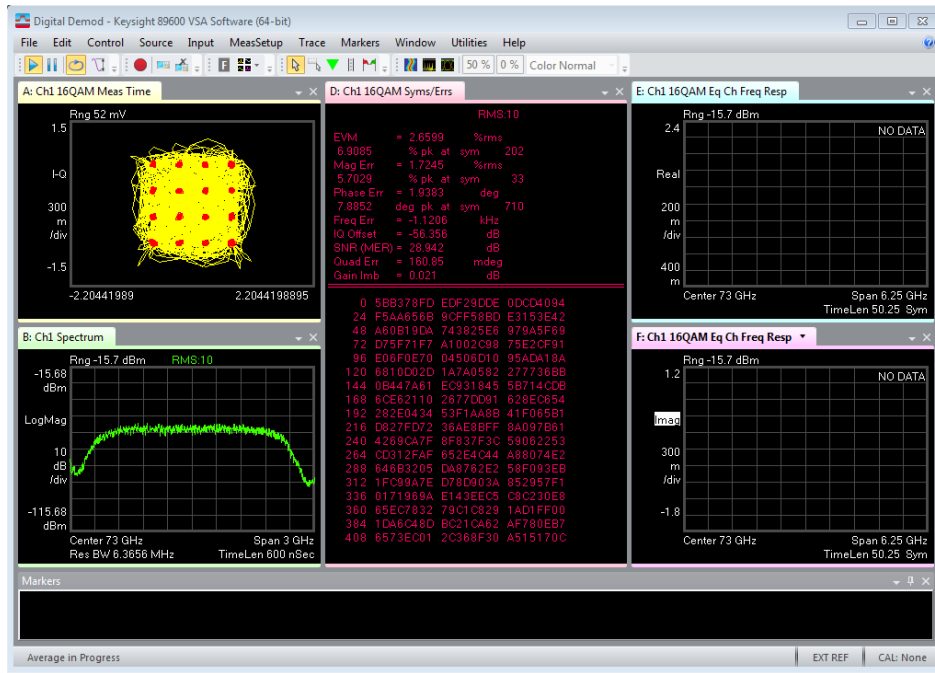 Digital Demod - Keysight 89600 VSA Software (64-bit)
File Edit Control Source Input MeasSetup Trace Markers Window Utilities Help
50 % 0 % Color Normal
A: Ch1 16QAM Meas Time
Rng 52 mV
1.5
I-Q
300
m
/div
-1.5
-2.20441989 2.2044198895
B: Ch1 Spectrum
Rng -15.7 dBm RMS:10
-15.68
dBm
LogMag
10
dB
/div
-115.68
dBm
Center 73 GHz Span 3 GHz
Res BW 6.3656 MHz TimeLen 600 nSec
D: Ch1 16QAM Syms/Errs
RMS:10
EVM = 2.6599 %rms
6.9085 % pk at sym 202
Mag Err = 1.7245 %rms
5.7029 % pk at sym 33
Phase Err = 1.9383 deg
7.8852 deg pk at sym 710
Freq Err = -1.1206 kHz
IQ Offset = -56.356 dB
SNR (MER) = 28.942 dB
Quad Err = 160.85 mdeg
Gain Imb = 0.021 dB
0 5BB378FD EDF29DDE 0DCD4094
24 F5AA656B 9CFF58BD E3153E42
48 A60B19DA 743825E6 979A5F69
72 D75F71F7 A1002C98 75E2CF91
96 E06F0E70 04506D10 95ADA18A
120 6810D02D 1A7A0582 277736BB
144 0B447A61 EC931845 5B714CDB
168 6CE62110 2677DD91 628EC654
192 282E0434 53F1AA8B 41F065B1
216 D827FD72 36AE8BFF 8A097B61
240 4269CA7F 8F837F3C 59062253
264 CD312FAF 652E4C44 A88074E2
288 646B3205 DA8762E2 58F093EB
312 1FC99A7E D78D903A 852957F1
336 0171969A E143EEC5 C8C230E8
360 65EC7832 79C1C829 1AD1FF00
384 1DA6C48D BC21CA62 AF780EB7
408 6573EC01 2C368F30 A515170C
E: Ch1 16QAM Eq Ch Freq Resp
Rng -15.7 dBm
2.4
NO DATA
Real
200
m
/div
400
m
Center 73 GHz Span 6.25 GHz
TimeLen 50.25 Sym
F: Ch1 16QAM Eq Ch Freq Resp
Rng -15.7 dBm
1.2
NO DATA
Imag
300
m
/div
-1.8
Center 73 GHz Span 6.25 GHz
TimeLen 50.25 Sym
Markers
Average in Progress EXT REF CAL: None